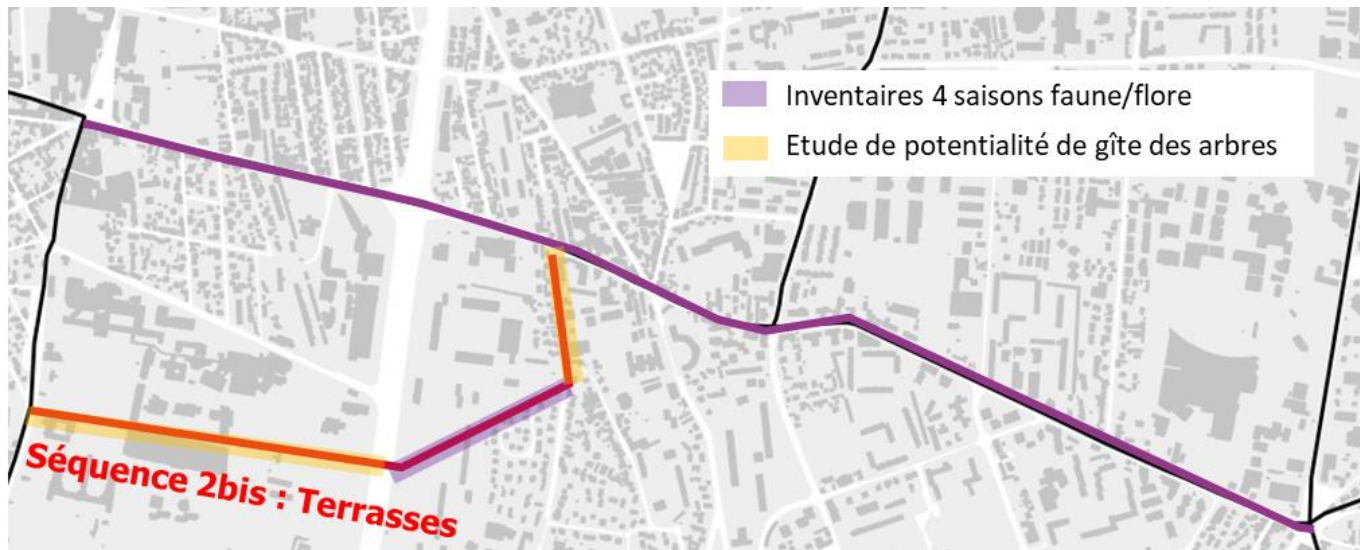 Inventaires 4 saisons faune/flore
Etude de potentialité de gîte des arbres
Séquence 2bis : Terrasses